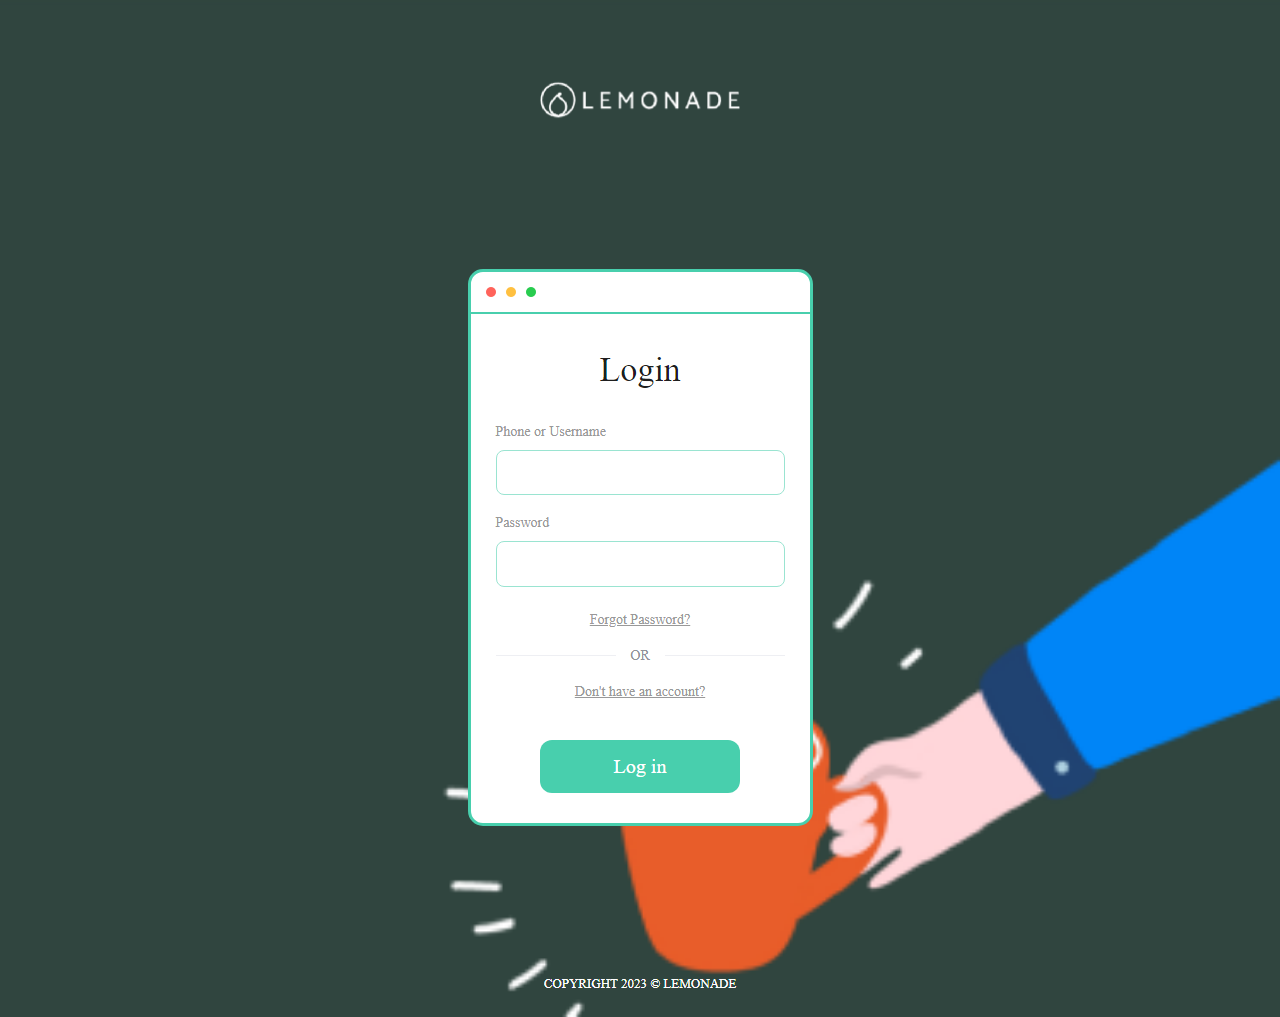 LEMONADE
Login
Phone or Username
Password
Forgot Password?
OR
Don't have an account?
Log in
COPYRIGHT 2023 © LEMONADE